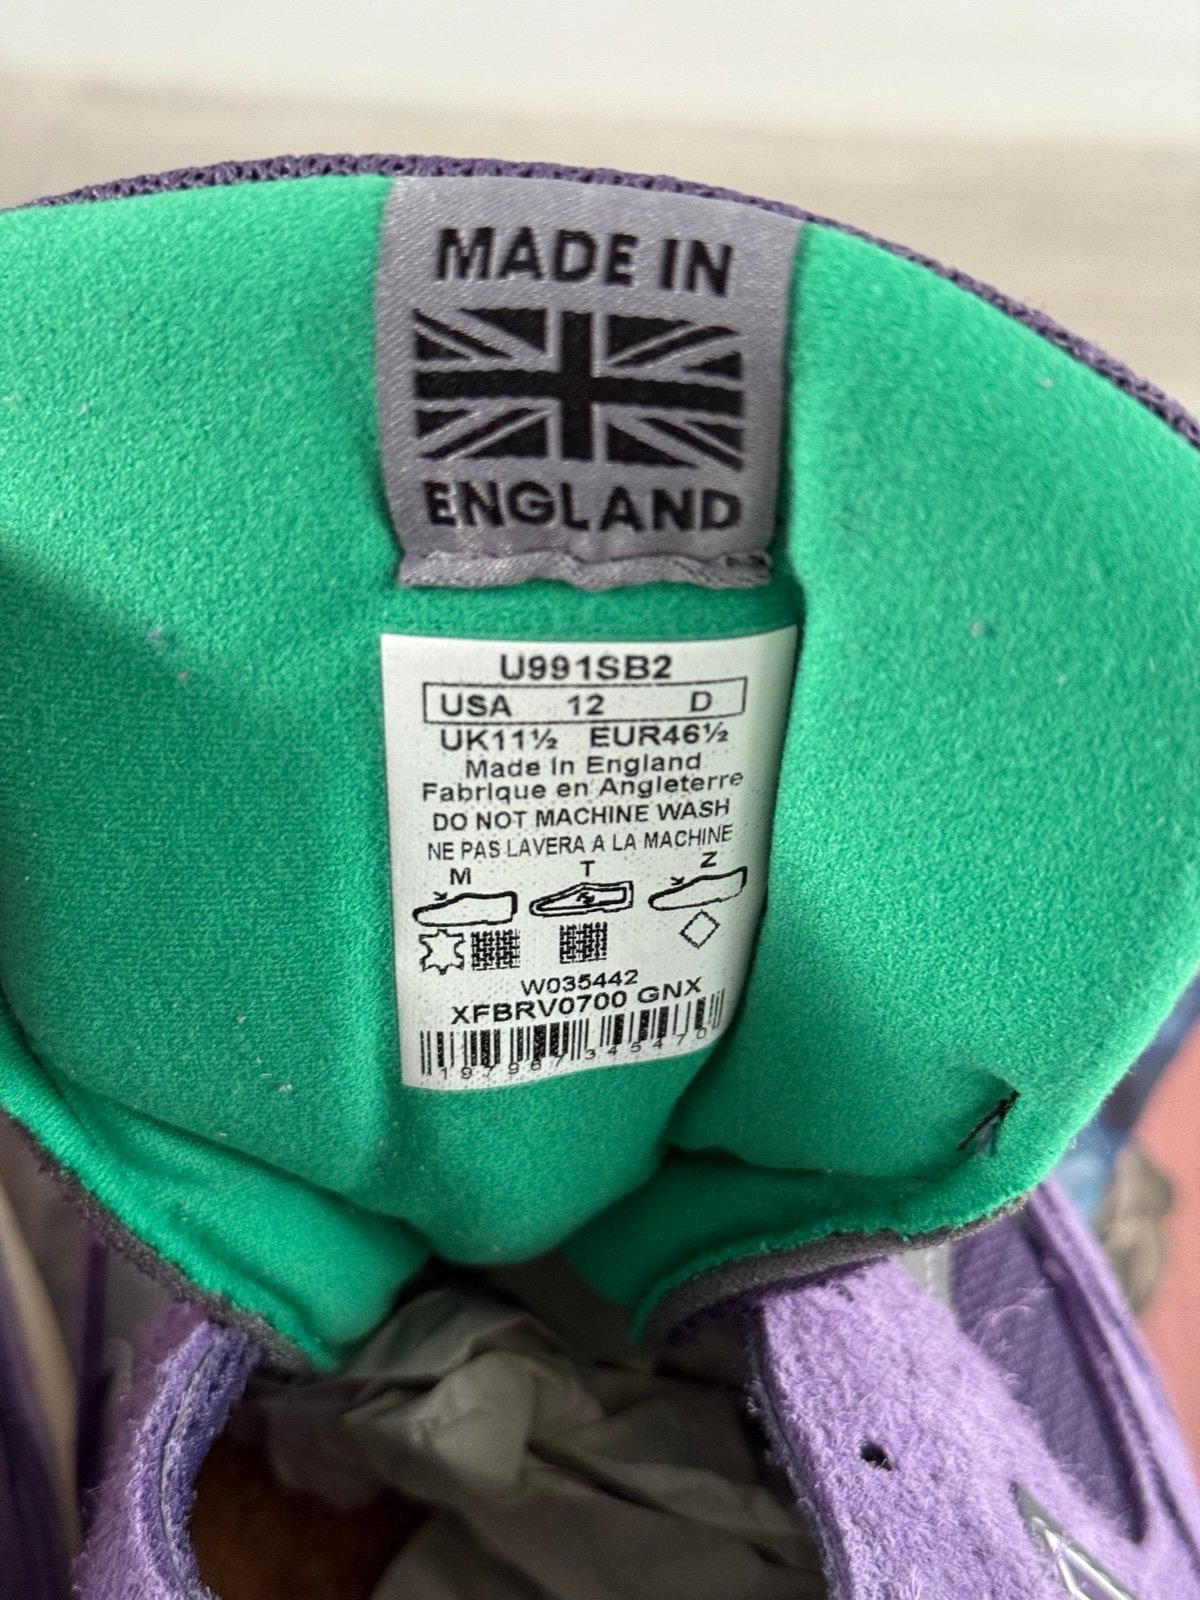 MADE IN
ENGLAND
U991SB2
USA 12 D
UK11½ EUR46½
Made In England
Fabrique en Angleterre
DO NOT MACHINE WASH
NE PAS LAVERA A LA MACHINE
M T Z
W035442
XFBRV0700 GNX
197967345470